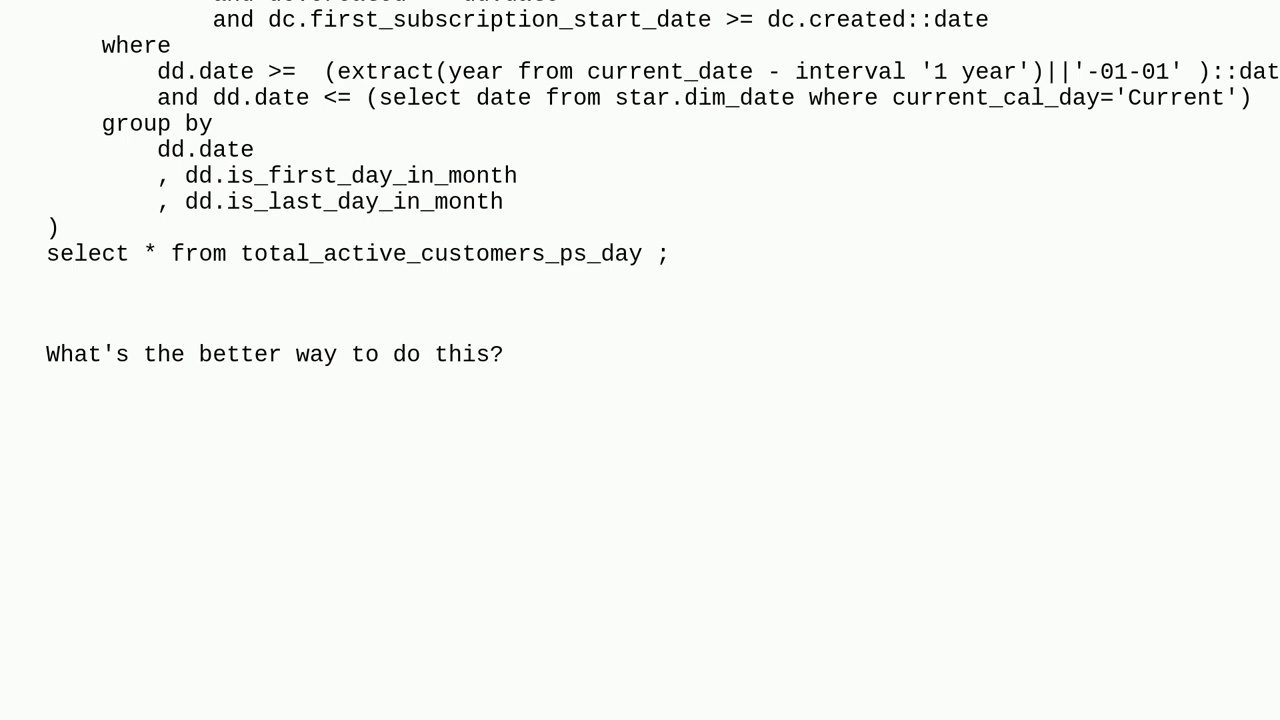 and dc.first_subscription_start_date >= dc.created::date
where
dd.date >=  (extract(year from current_date - interval '1 year')||'-01-01' )::dat
and dd.date <= (select date from star.dim_date where current_cal_day='Current')
group by
dd.date
, dd.is_first_day_in_month
, dd.is_last_day_in_month
)
select * from total_active_customers_ps_day ;
What's the better way to do this?